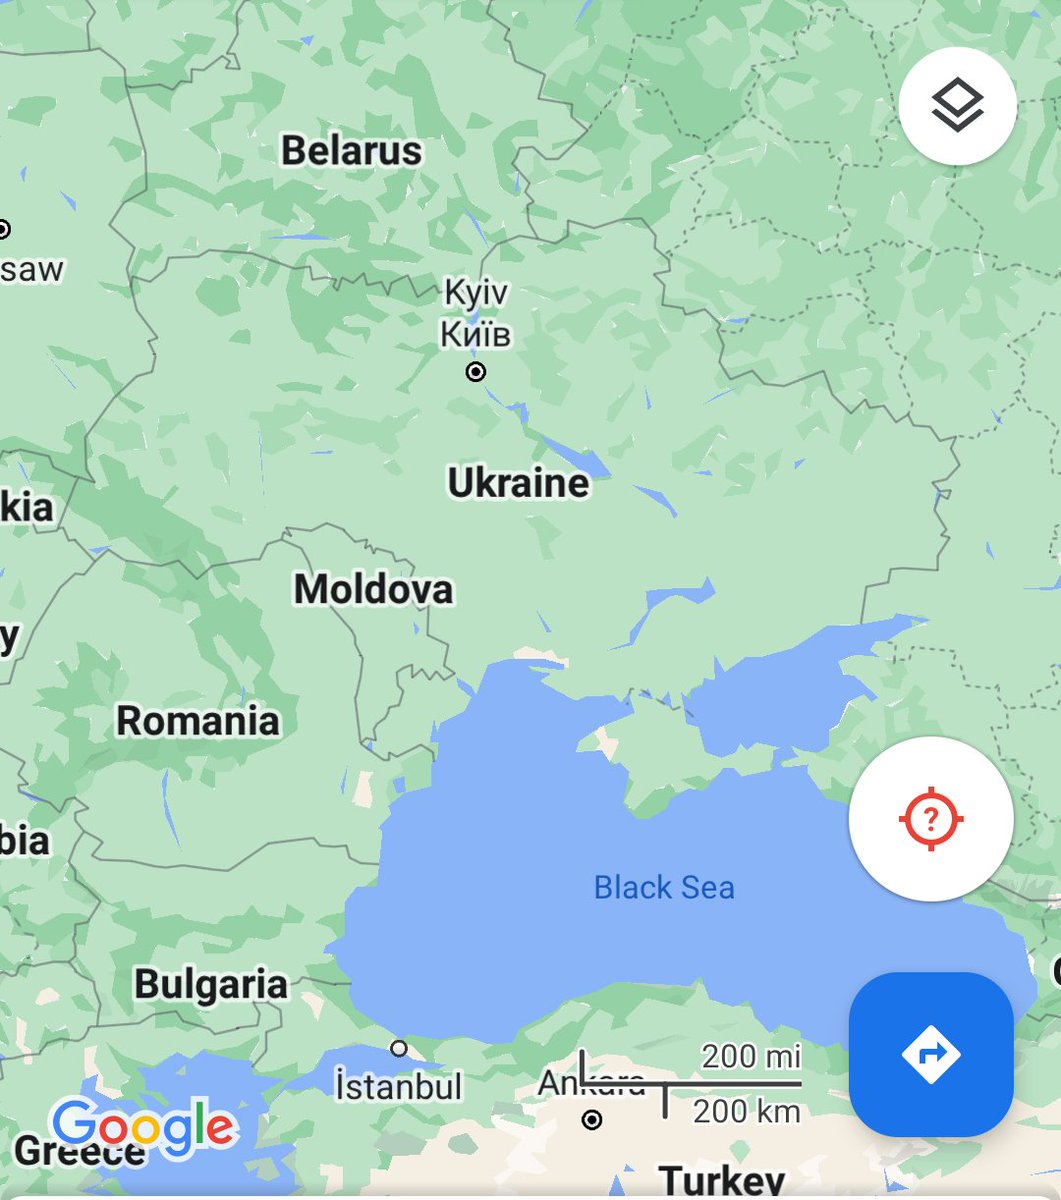 Belarus
saw
Kyiv
Київ
Ukraine
kia
Moldova
y
Romania
bia
Black Sea
Bulgaria
İstanbul
Ankara
200 mi
200 km
Google
Greece
Turkey
?